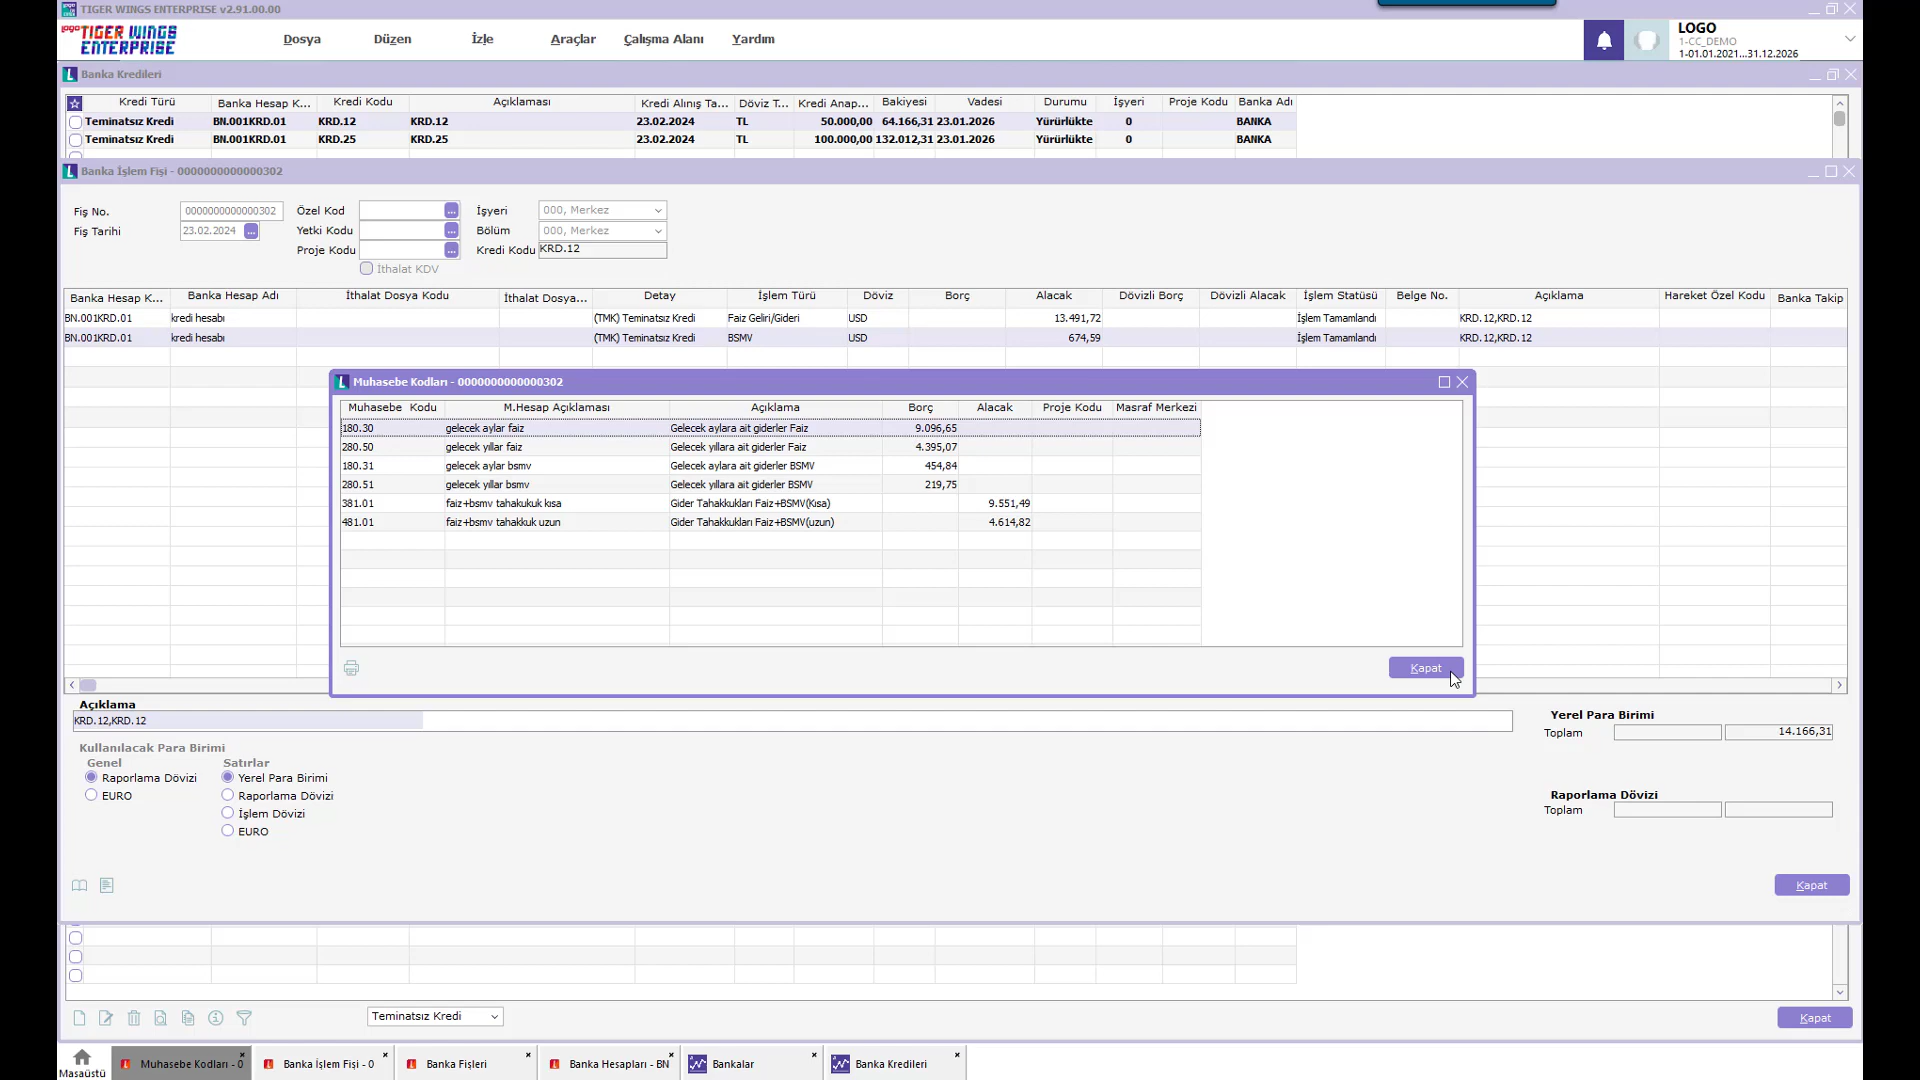 TIGER WINGS ENTERPRISE v2.91.00.00
LOGO TIGER WINGS ENTERPRISE
Dosya Düzen İzle Araçlar Çalışma Alanı Yardım
LOGO
1-CC_DEMO
1-01.01.2021...31.12.2026
Banka Kredileri
Kredi Türü Banka Hesap K... Kredi Kodu Açıklaması Kredi Alınış Ta... Döviz T... Kredi Anap... Bakiyesi Vadesi Durumu İşyeri Proje Kodu Banka Adı
Teminatsız Kredi BN.001KRD.01 KRD.12 KRD.12 23.02.2024 TL 50.000,00 64.166,31 23.01.2026 Yürürlükte 0 BANKA
Teminatsız Kredi BN.001KRD.01 KRD.25 KRD.25 23.02.2024 TL 100.000,00 132.012,31 23.01.2026 Yürürlükte 0 BANKA
Banka İşlem Fişi - 0000000000000302
Fiş No. 0000000000000302 Özel Kod ... İşyeri 000, Merkez
Fiş Tarihi 23.02.2024 ... Yetki Kodu ... Bölüm 000, Merkez
Proje Kodu ... Kredi Kodu KRD.12
İthalat KDV
Banka Hesap K... Banka Hesap Adı İthalat Dosya Kodu İthalat Dosya... Detay İşlem Türü Döviz Borç Alacak Dövizli Borç Dövizli Alacak İşlem Statüsü Belge No. Açıklama Hareket Özel Kodu Banka Takip
BN.001KRD.01 kredi hesabı (TMK) Teminatsız Kredi Faiz Geliri/Gideri USD 13.491,72 İşlem Tamamlandı KRD.12,KRD.12
BN.001KRD.01 kredi hesabı (TMK) Teminatsız Kredi BSMV USD 674,59 İşlem Tamamlandı KRD.12,KRD.12
Muhasebe Kodları - 0000000000000302
Muhasebe Kodu M.Hesap Açıklaması Açıklama Borç Alacak Proje Kodu Masraf Merkezi
180.30 gelecek aylar faiz Gelecek aylara ait giderler Faiz 9.096,65
280.50 gelecek yıllar faiz Gelecek yıllara ait giderler Faiz 4.395,07
180.31 gelecek aylar bsmv Gelecek aylara ait giderler BSMV 454,84
280.51 gelecek yıllar bsmv Gelecek yıllara ait giderler BSMV 219,75
381.01 faiz+bsmv tahakukuk kısa Gider Tahakkukları Faiz+BSMV(Kısa) 9.551,49
481.01 faiz+bsmv tahakkuk uzun Gider Tahakkukları Faiz+BSMV(uzun) 4.614,82
Kapat
Açıklama
KRD.12,KRD.12
Yerel Para Birimi
Toplam 14.166,31
Kullanılacak Para Birimi
Genel Satırlar
Raporlama Dövizi Yerel Para Birimi
EURO Raporlama Dövizi
İşlem Dövizi
EURO
Raporlama Dövizi
Toplam
Kapat
Teminatsız Kredi
Kapat
Masaüstü Muhasebe Kodları - 0 Banka İşlem Fişi - 0 Banka Fişleri Banka Hesapları - BN Bankalar Banka Kredileri